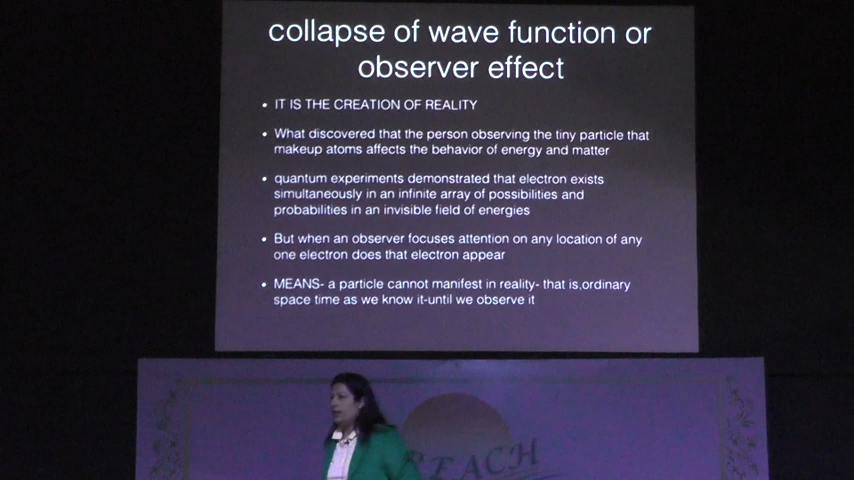 collapse of wave function or
observer effect
• IT IS THE CREATION OF REALITY
• What discovered that the person observing the tiny particle that
makeup atoms affects the behavior of energy and matter
• quantum experiments demonstrated that electron exists
simultaneously in an infinite array of possibilities and
probabilities in an invisible field of energies
• But when an observer focuses attention on any location of any
one electron does that electron appear
• MEANS- a particle cannot manifest in reality- that is,ordinary
space time as we know it-until we observe it
REACH